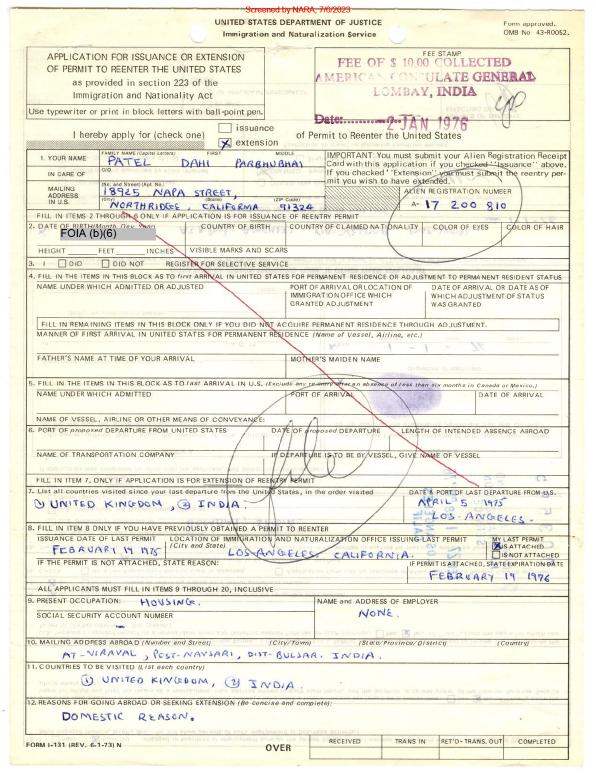 Screened by NARA, 7/6/2023
UNITED STATES DEPARTMENT OF JUSTICE
Immigration and Naturalization Service
Form approved.
OMB No. 43-R0052.
APPLICATION FOR ISSUANCE OR EXTENSION
OF PERMIT TO REENTER THE UNITED STATES
as provided in section 223 of the
Immigration and Nationality Act
Use typewriter or print in block letters with ball-point pen.
FEE STAMP
FEE OF $ 10.00 COLLECTED
AMERICAN CONSULATE GENERAL
BOMBAY, INDIA
Date: 2 JAN 1976
I hereby apply for (check one) issuance
X extension
of Permit to Reenter the United States
1. YOUR NAME FAMILY NAME (Capital Letters) FIRST MIDDLE
PATEL DAHI PARBHUBHAI
IN CARE OF C/O
MAILING ADDRESS IN U.S. (No. and Street) (Apt. No.)
18925 NAPA STREET,
(City) (State) (ZIP Code)
NORTHRIDGE, CALIFORNIA 91324
IMPORTANT: You must submit your Alien Registration Receipt
Card with this application if you checked "Issuance" above.
If you checked "Extension" you must submit the reentry per-
mit you wish to have extended.
ALIEN REGISTRATION NUMBER
A- 17 200 810
FILL IN ITEMS 2 THROUGH 6 ONLY IF APPLICATION IS FOR ISSUANCE OF REENTRY PERMIT
2. DATE OF BIRTH (Month, Day, Year) COUNTRY OF BIRTH COUNTRY OF CLAIMED NATIONALITY COLOR OF EYES COLOR OF HAIR
FOIA (b)(6)
HEIGHT FEET INCHES VISIBLE MARKS AND SCARS
3. I DID DID NOT REGISTER FOR SELECTIVE SERVICE
4. FILL IN THE ITEMS IN THIS BLOCK AS TO first ARRIVAL IN UNITED STATES FOR PERMANENT RESIDENCE OR ADJUSTMENT TO PERMANENT RESIDENT STATUS
NAME UNDER WHICH ADMITTED OR ADJUSTED
PORT OF ARRIVAL OR LOCATION OF IMMIGRATION OFFICE WHICH GRANTED ADJUSTMENT
DATE OF ARRIVAL OR DATE AS OF WHICH ADJUSTMENT OF STATUS WAS GRANTED
FILL IN REMAINING ITEMS IN THIS BLOCK ONLY IF YOU DID NOT ACQUIRE PERMANENT RESIDENCE THROUGH ADJUSTMENT.
MANNER OF FIRST ARRIVAL IN UNITED STATES FOR PERMANENT RESIDENCE (Name of Vessel, Airline, etc.)
FATHER'S NAME AT TIME OF YOUR ARRIVAL MOTHER'S MAIDEN NAME
5. FILL IN THE ITEMS IN THIS BLOCK AS TO last ARRIVAL IN U.S. (Exclude any re-entry after an absence of less than six months in Canada or Mexico.)
NAME UNDER WHICH ADMITTED PORT OF ARRIVAL DATE OF ARRIVAL
NAME OF VESSEL, AIRLINE OR OTHER MEANS OF CONVEYANCE:
6. PORT OF proposed DEPARTURE FROM UNITED STATES DATE OF proposed DEPARTURE LENGTH OF INTENDED ABSENCE ABROAD
NAME OF TRANSPORTATION COMPANY IF DEPARTURE IS TO BE BY VESSEL, GIVE NAME OF VESSEL
file
FILL IN ITEM 7, ONLY IF APPLICATION IS FOR EXTENSION OF REENTRY PERMIT
7. List all countries visited since your last departure from the United States, in the order visited
DATE & PORT OF LAST DEPARTURE FROM U.S.
① UNITED KINGDOM, ② INDIA.
APRIL 5 1975
LOS-ANGELES-
8. FILL IN ITEM 8 ONLY IF YOU HAVE PREVIOUSLY OBTAINED A PERMIT TO REENTER
ISSUANCE DATE OF LAST PERMIT LOCATION OF IMMIGRATION AND NATURALIZATION OFFICE ISSUING LAST PERMIT (City and State) MY LAST PERMIT
X IS ATTACHED
IS NOT ATTACHED
FEBRUARY 19 1975 LOS ANGELES, CALIFORNIA.
IF THE PERMIT IS NOT ATTACHED, STATE REASON: IF PERMIT IS ATTACHED, STATE EXPIRATION DATE
FEBRUARY 19 1976
ALL APPLICANTS MUST FILL IN ITEMS 9 THROUGH 20, INCLUSIVE
9. PRESENT OCCUPATION: HOUSING.
NAME and ADDRESS OF EMPLOYER
NONE.
SOCIAL SECURITY ACCOUNT NUMBER
–
10. MAILING ADDRESS ABROAD (Number and Street) (City/Town) (State/Province/District) (Country)
AT-VIRAVAL, POST-NAVSARI, DIST-BULSAR. INDIA.
11. COUNTRIES TO BE VISITED (List each country)
① UNITED KINGDOM, ② INDIA.
12. REASONS FOR GOING ABROAD OR SEEKING EXTENSION (Be concise and complete):
DOMESTIC REASON.
FORM I-131 (REV. 6-1-73) N
OVER
RECEIVED TRANS IN RET'D- TRANS. OUT COMPLETED